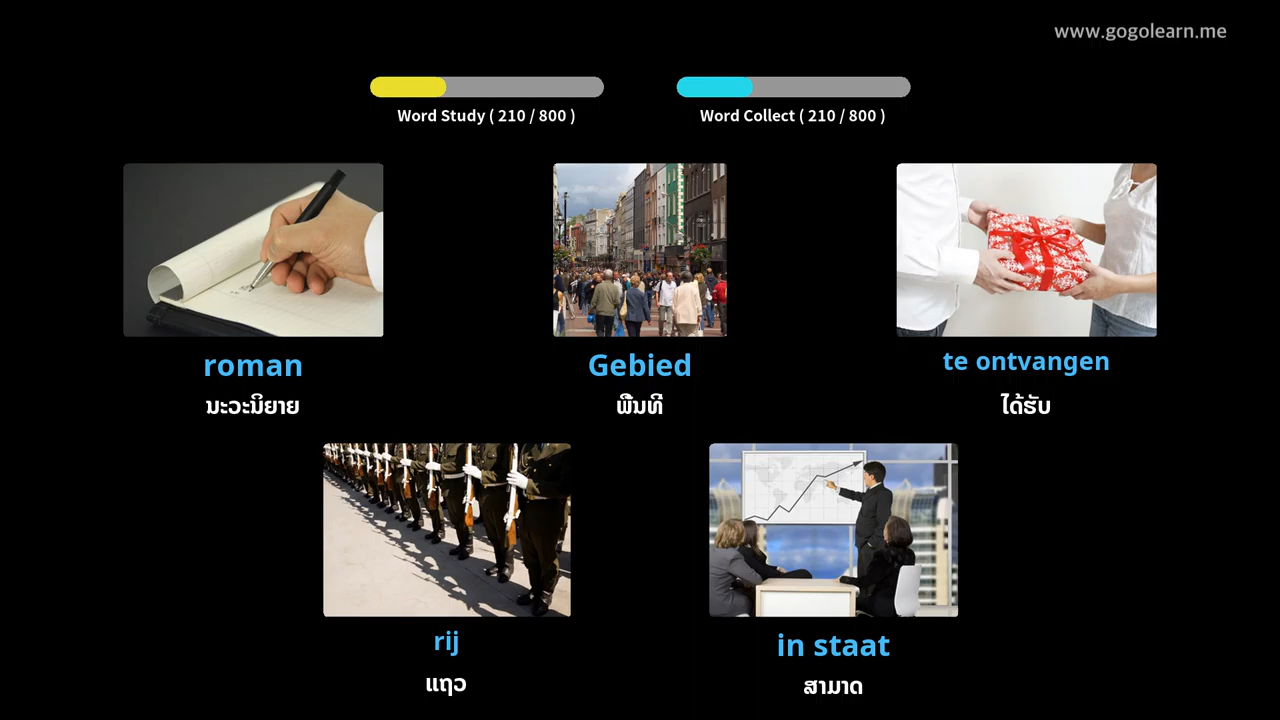 www.gogolearn.me
Word Study ( 210 / 800 )
Word Collect ( 210 / 800 )
roman
ນະວະນິຍາຍ
Gebied
ພື້ນທີ່
te ontvangen
ໄດ້ຮັບ
rij
ແຖວ
in staat
ສາມາດ